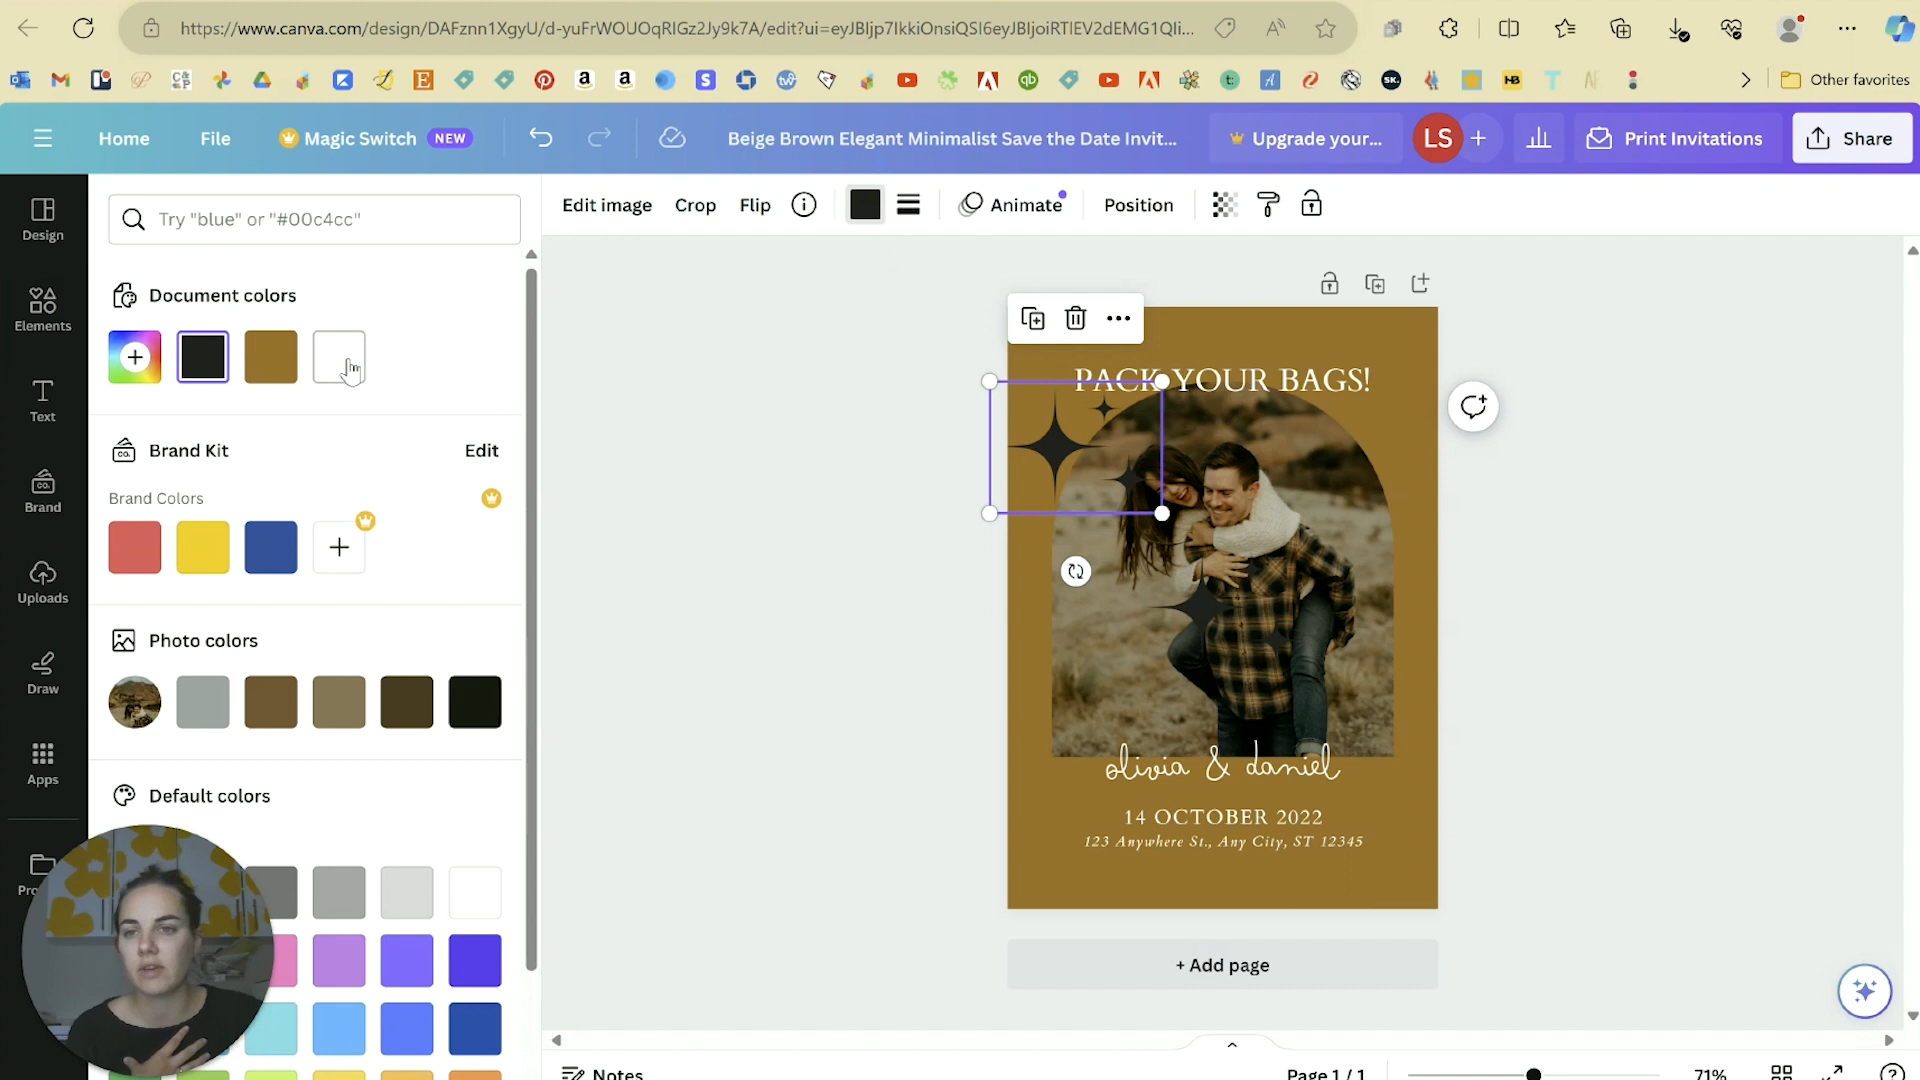 https://www.canva.com/design/DAFznn1XgyU/d-yuFrWOUOqRIGz2Jy9k7A/edit?ui=eyJBIjp7IkkiOnsiQSI6eyJBIjoiRTlEV2dEMG1Qli...
Other favorites
Home
File
Magic Switch
NEW
Beige Brown Elegant Minimalist Save the Date Invit...
Upgrade your...
LS
Print Invitations
Share
Design
Elements
Text
Brand
Uploads
Draw
Apps
Try "blue" or "#00c4cc"
Document colors
Brand Kit
Edit
Brand Colors
Photo colors
Default colors
Edit image
Crop
Flip
Animate
Position
PACK YOUR BAGS!
olivia & daniel
14 OCTOBER 2022
123 Anywhere St., Any City, ST 12345
+ Add page
Notes
Page 1 / 1
71%